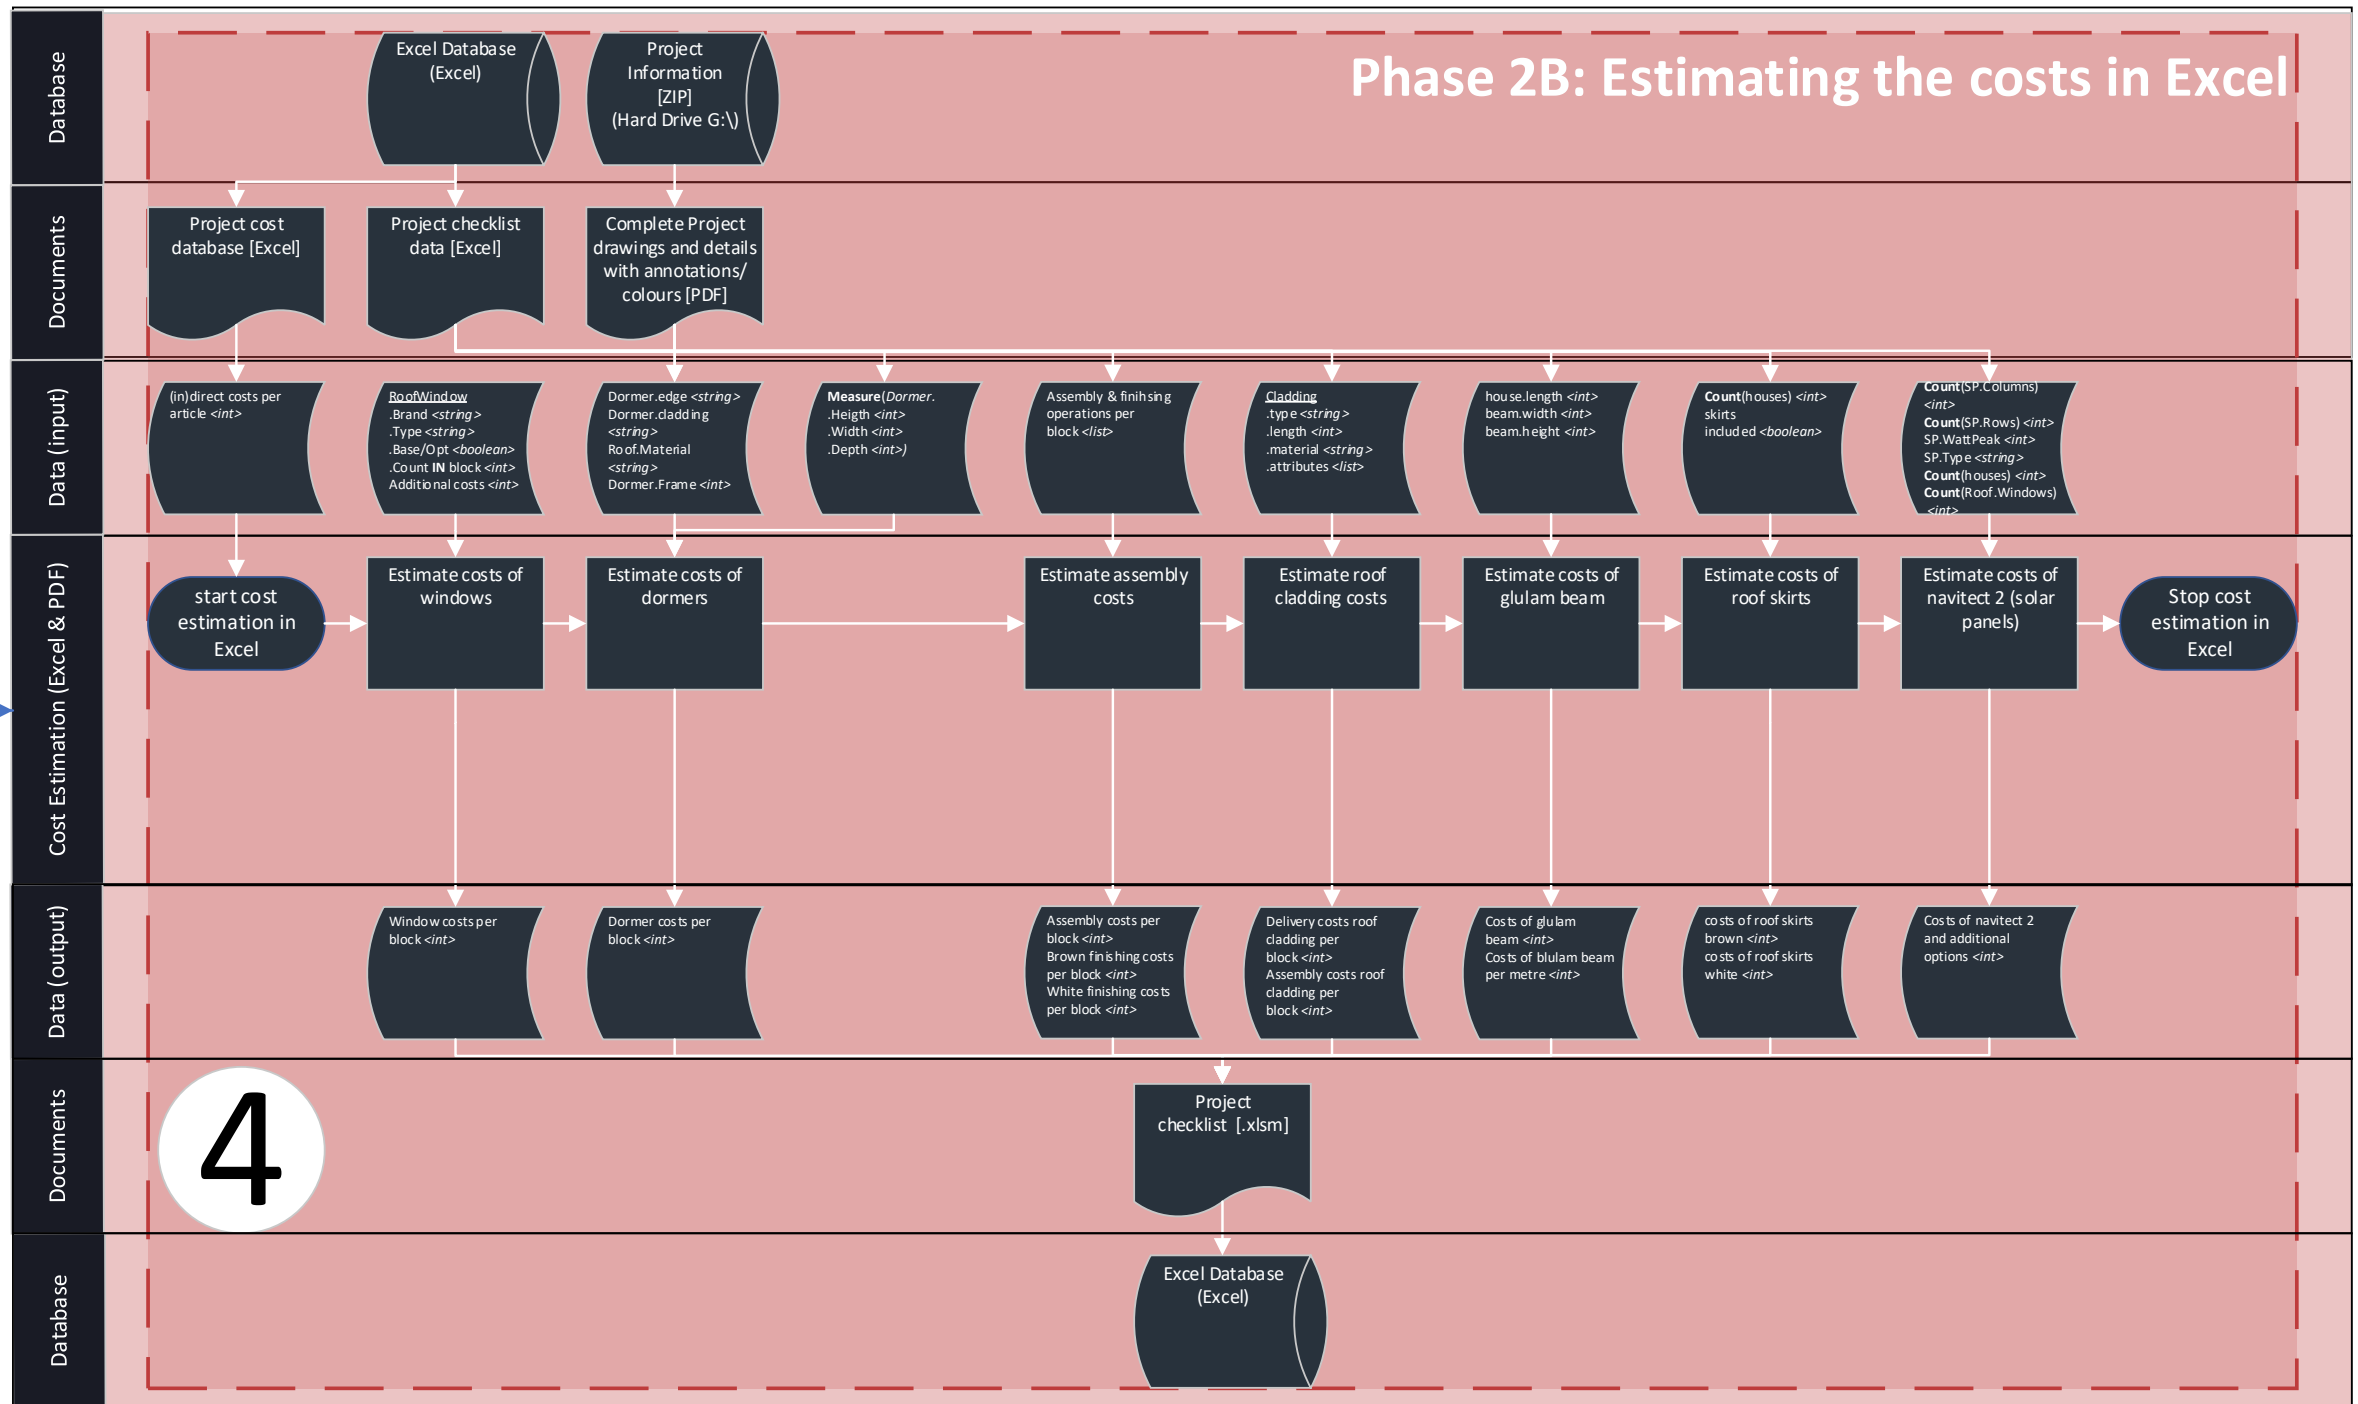 Phase 2B: Estimating the costs in Excel
Database
Excel Database
(Excel)
Project
Information
[ZIP]
(Hard Drive G:\)
Documents
Project cost
database [Excel]
Project checklist
data [Excel]
Complete Project
drawings and details
with annotations/
colours [PDF]
Data (input)
(in)direct costs per
article <int>
RoofWindow
.Brand <string>
.Type <string>
.Base/Opt <boolean>
.Count IN block <int>
Additional costs <int>
Dormer.edge <string>
Dormer.cladding
<string>
Roof.Material
<string>
Dormer.Frame <int>
Measure(Dormer.
.Heigth <int>
.Width <int>
.Depth <int>)
Assembly & finihsing
operations per
block <list>
Cladding
.type <string>
.length <int>
.material <string>
.attributes <list>
house.length <int>
beam.width <int>
beam.height <int>
Count(houses) <int>
skirts
included <boolean>
Count(SP.Columns)
<int>
Count(SP.Rows) <int>
SP.WattPeak <int>
SP.Type <string>
Count(houses) <int>
Count(Roof.Windows)
<int>
Cost Estimation (Excel & PDF)
start cost
estimation in
Excel
Estimate costs of
windows
Estimate costs of
dormers
Estimate assembly
costs
Estimate roof
cladding costs
Estimate costs of
glulam beam
Estimate costs of
roof skirts
Estimate costs of
navitect 2 (solar
panels)
Stop cost
estimation in
Excel
Data (output)
Window costs per
block <int>
Dormer costs per
block <int>
Assembly costs per
block <int>
Brown finishing costs
per block <int>
White finishing costs
per block <int>
Delivery costs roof
cladding per
block <int>
Assembly costs roof
cladding per
block <int>
Costs of glulam
beam <int>
Costs of blulam beam
per metre <int>
costs of roof skirts
brown <int>
costs of roof skirts
white <int>
Costs of navitect 2
and additional
options <int>
Documents
4
Project
checklist [.xlsm]
Database
Excel Database
(Excel)